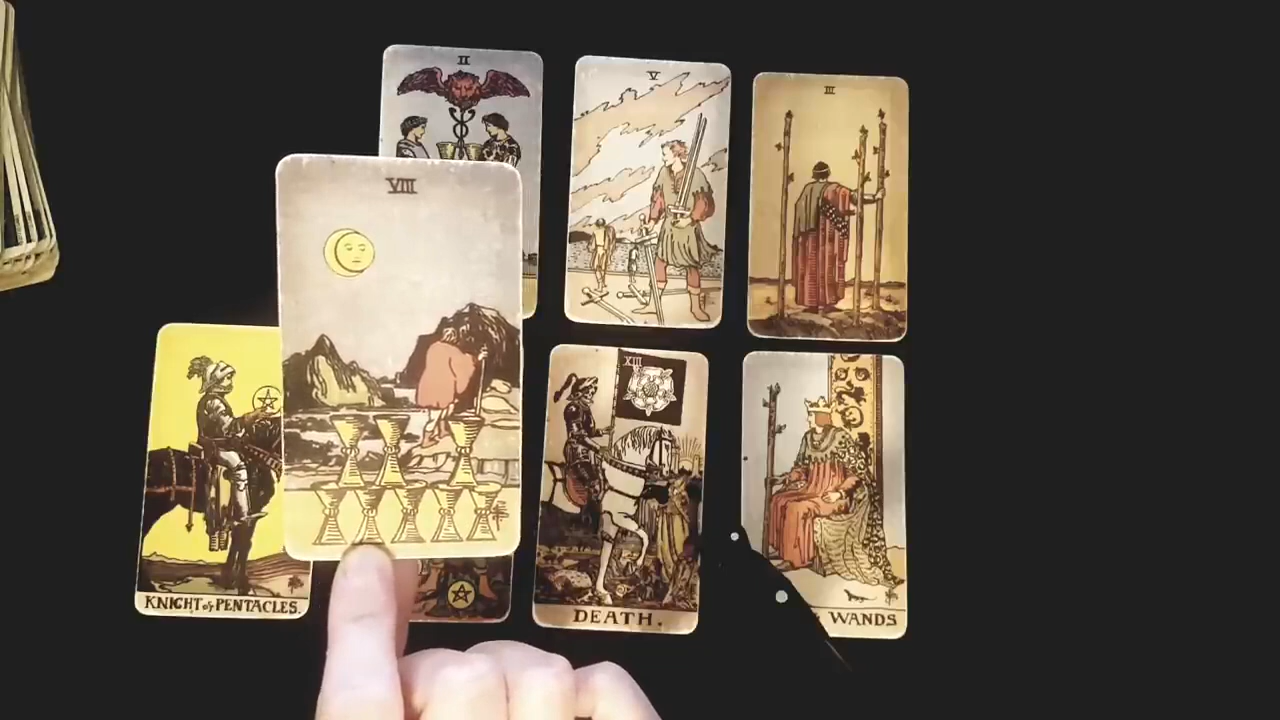 II
V
III
VIII
XIII
KNIGHT of PENTACLES.
DEATH.
WANDS